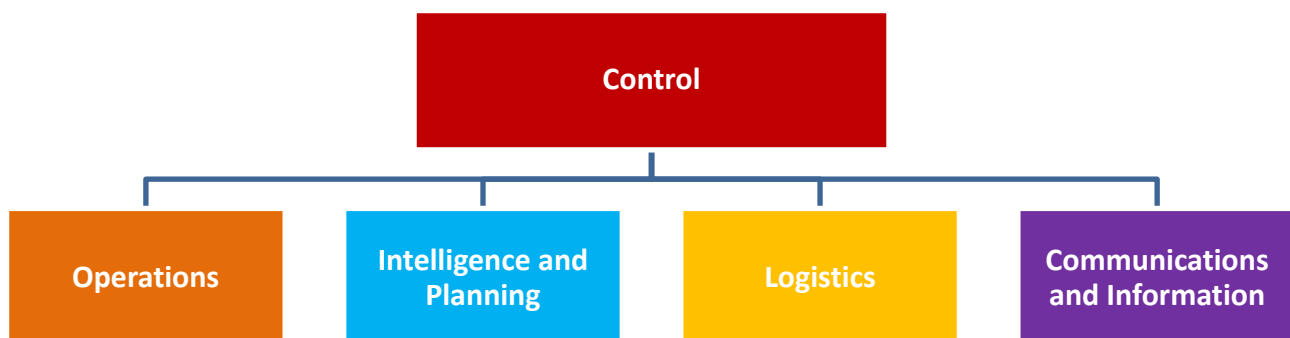 Control
Operations
Intelligence and
Planning
Logistics
Communications
and Information